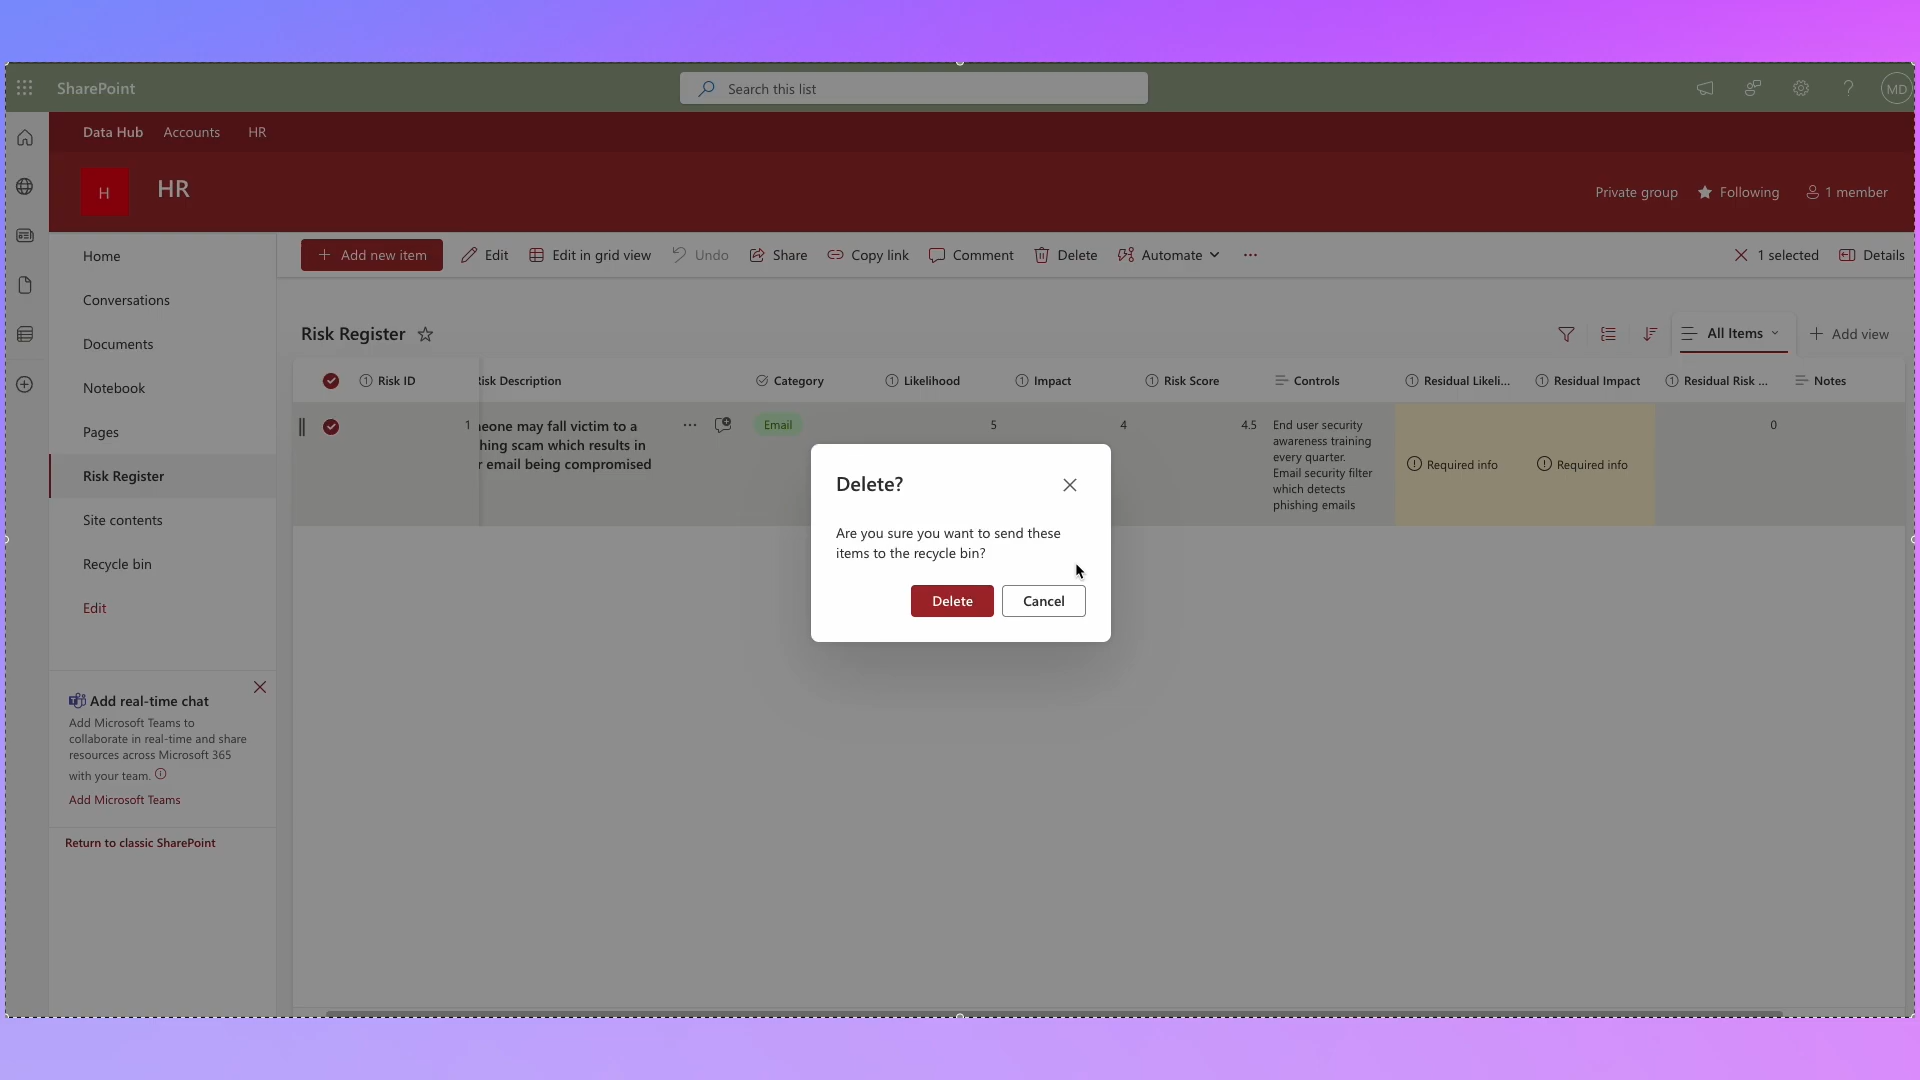 SharePoint
Search this list
MD
Data Hub Accounts HR
H
HR
Private group Following 1 member
Home
Conversations
Documents
Notebook
Pages
Risk Register
Site contents
Recycle bin
Edit
Add real-time chat
Add Microsoft Teams to
collaborate in real-time and share
resources across Microsoft 365
with your team.
Add Microsoft Teams
Return to classic SharePoint
Add new item Edit Edit in grid view Undo Share Copy link Comment Delete Automate ··· 1 selected Details
Risk Register
All Items Add view
Risk ID Risk Description Category Likelihood Impact Risk Score Controls Residual Likeli... Residual Impact Residual Risk ... Notes
1
eone may fall victim to a
hing scam which results in
r email being compromised
···
Email
5
4
4.5
End user security
awareness training
every quarter.
Email security filter
which detects
phishing emails
Required info
Required info
0
Delete?
Are you sure you want to send these
items to the recycle bin?
Delete Cancel